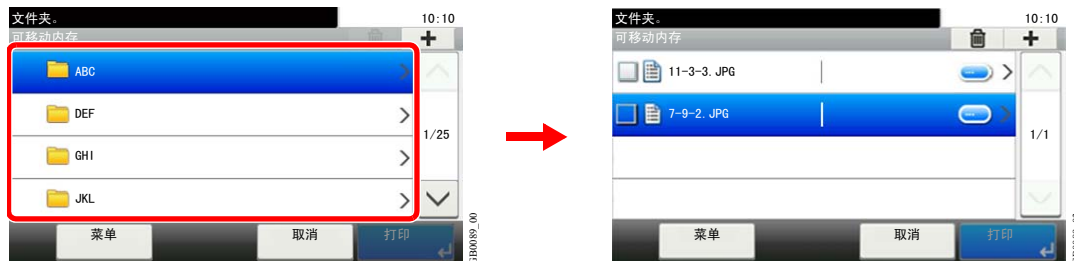 文件夹。 10:10
可移动内存
ABC
DEF
GHI
JKL
1/25
菜单 取消 打印
GB0089_00
文件夹。 10:10
可移动内存
11-3-3.JPG
7-9-2.JPG
1/1
菜单 取消 打印